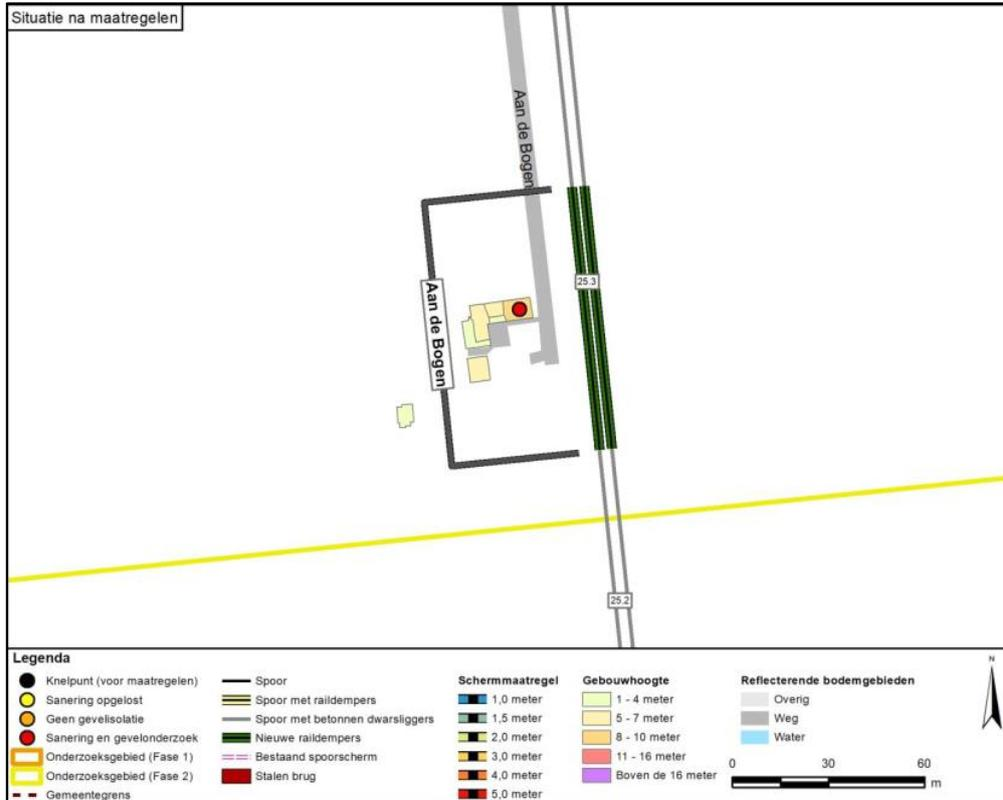 Situatie na maatregelen
Aan de Bogen
25.3
Aan de Bogen
25.2
Legenda
Knelpunt (voor maatregelen)
Sanering opgelost
Geen gevelisolatie
Sanering en gevelonderzoek
Onderzoeksgebied (Fase 1)
Onderzoeksgebied (Fase 2)
Gemeentegrens
Spoor
Spoor met raildempers
Spoor met betonnen dwarsliggers
Nieuwe raildempers
Bestaand spoorscherm
Stalen brug
Schermmaatregel
1,0 meter
1,5 meter
2,0 meter
3,0 meter
4,0 meter
5,0 meter
Gebouwhoogte
1 - 4 meter
5 - 7 meter
8 - 10 meter
11 - 16 meter
Boven de 16 meter
Reflecterende bodemgebieden
Overig
Weg
Water
N
0 30 60
m